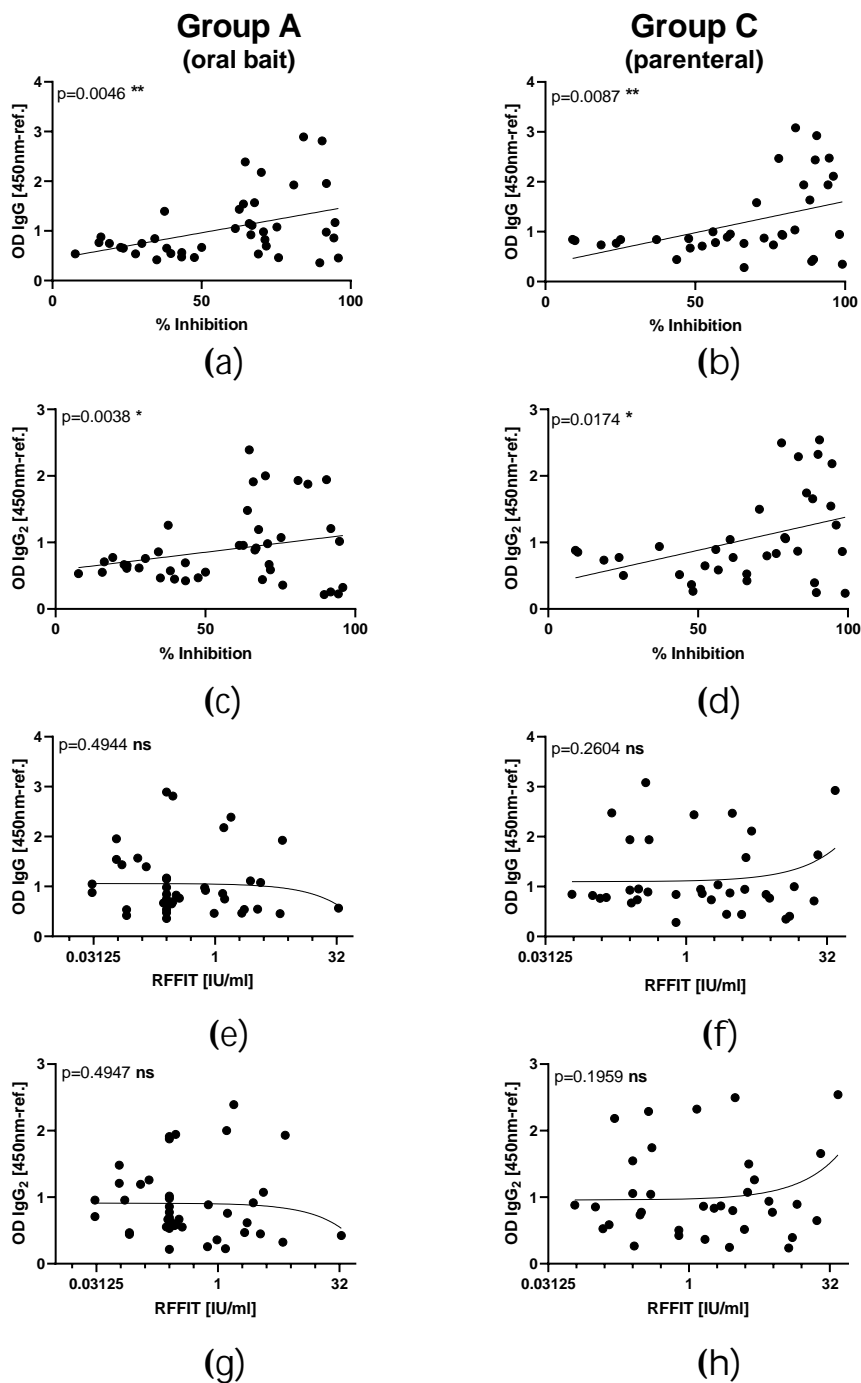 Group A
(oral bait)
Group C
(parenteral)
p=0.0046 **
OD IgG [450nm-ref.]
4
3
2
1
0
0
50
100
% Inhibition
(a)
p=0.0087 **
OD IgG [450nm-ref.]
4
3
2
1
0
0
50
100
% Inhibition
(b)
p=0.0038 *
OD IgG₂ [450nm-ref.]
3
2
1
0
0
50
100
% Inhibition
(c)
p=0.0174 *
OD IgG₂ [450nm-ref.]
3
2
1
0
0
50
100
% Inhibition
(d)
p=0.4944 ns
OD IgG [450nm-ref.]
4
3
2
1
0
0.03125
1
32
RFFIT [IU/ml]
(e)
p=0.2604 ns
OD IgG [450nm-ref.]
4
3
2
1
0
0.03125
1
32
RFFIT [IU/ml]
(f)
p=0.4947 ns
OD IgG₂ [450nm-ref.]
3
2
1
0
0.03125
1
32
RFFIT [IU/ml]
(g)
p=0.1959 ns
OD IgG₂ [450nm-ref.]
3
2
1
0
0.03125
1
32
RFFIT [IU/ml]
(h)